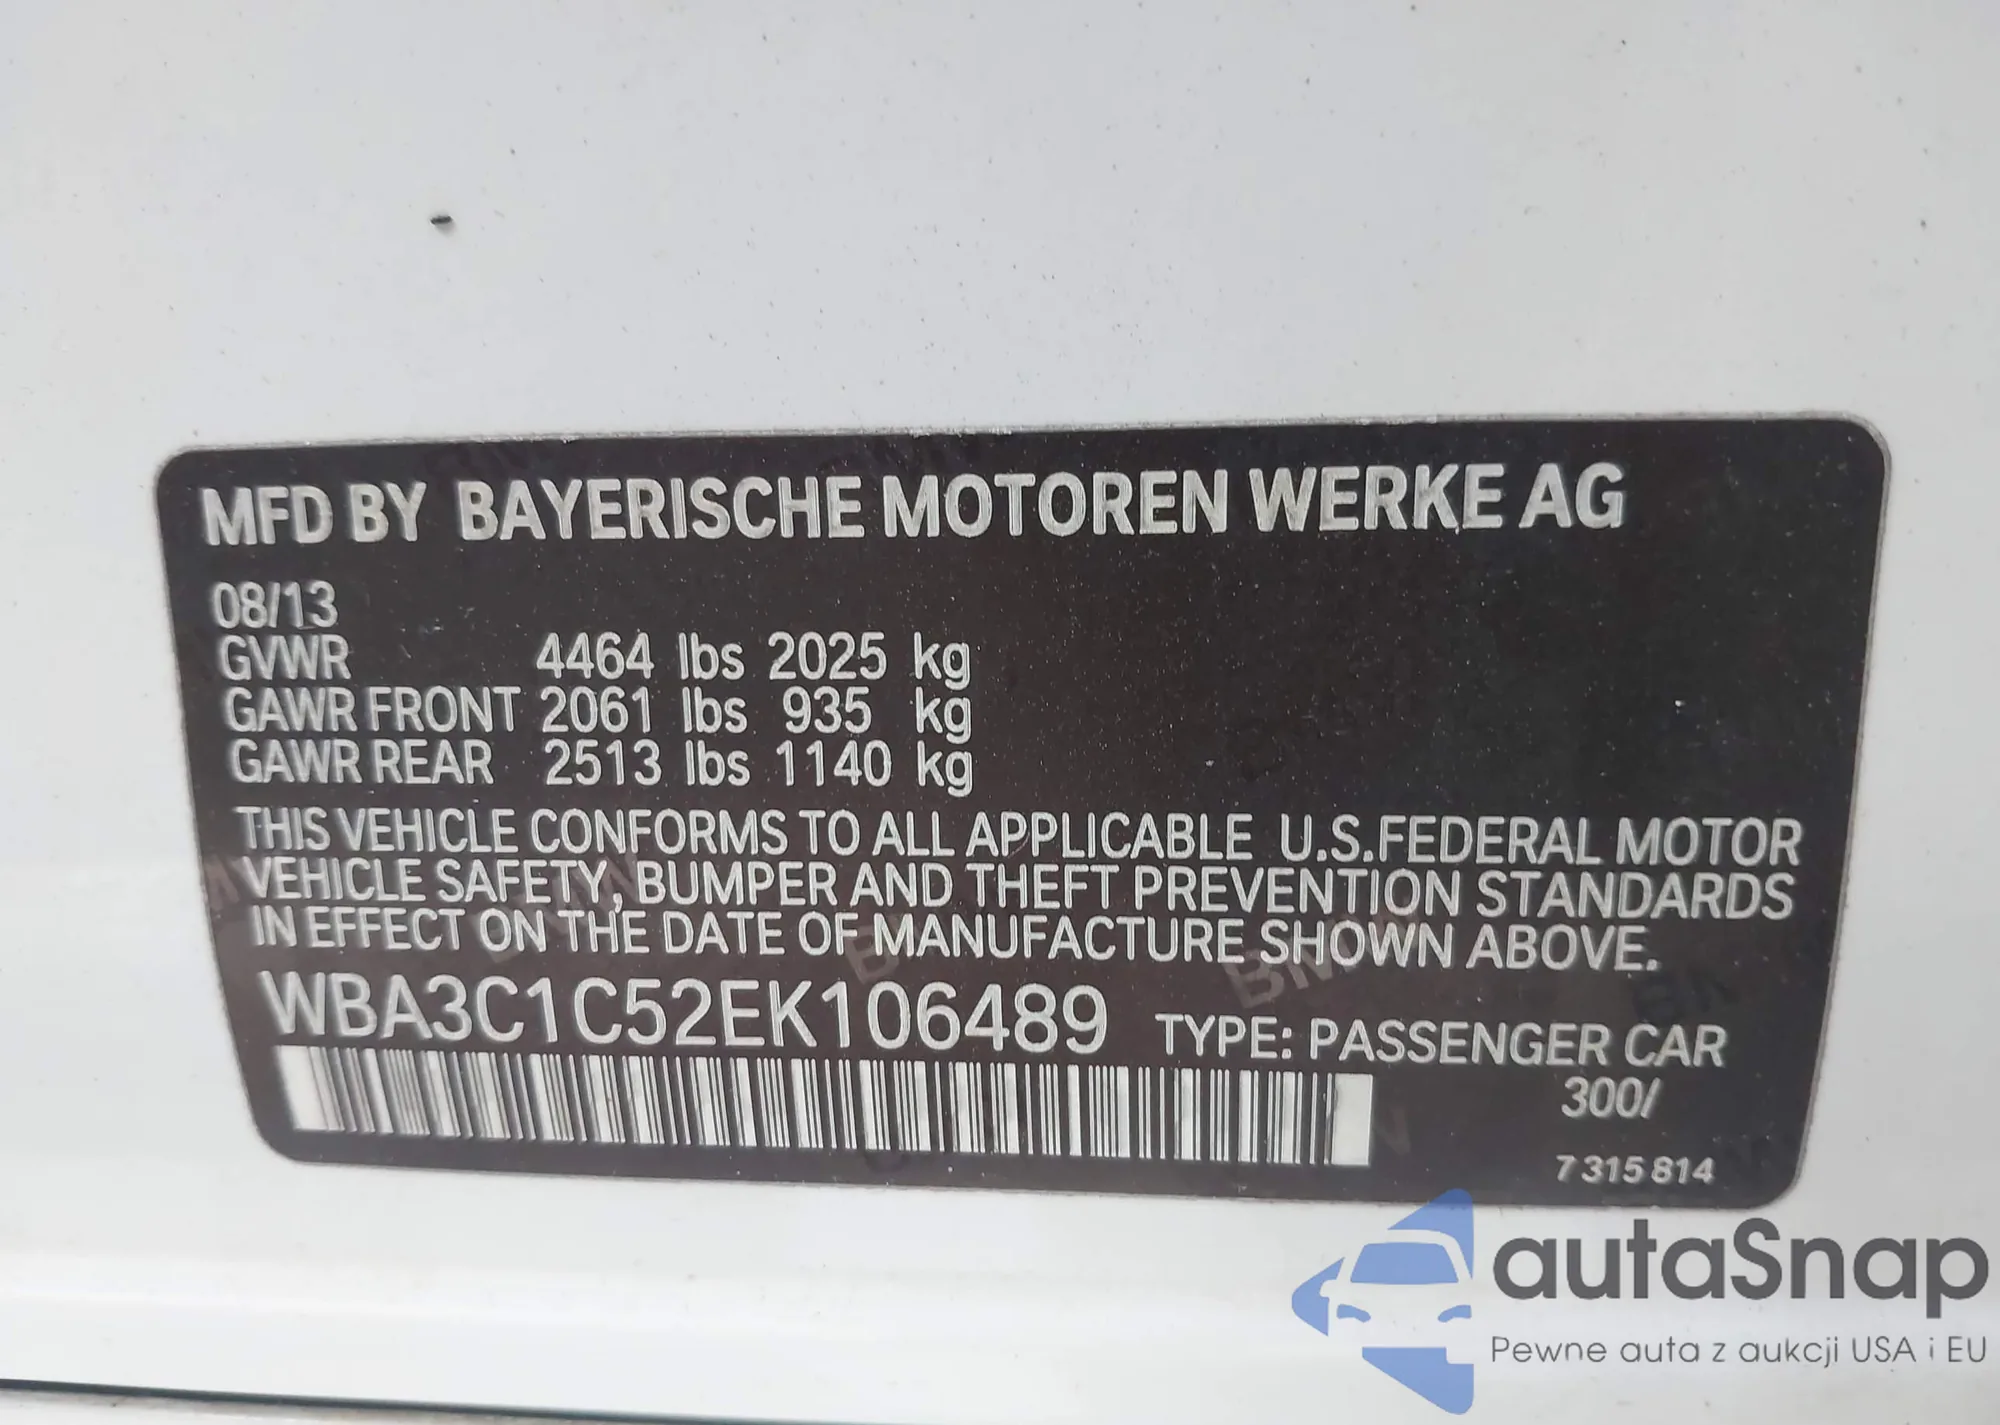 MFD BY BAYERISCHE MOTOREN WERKE AG
08/13
GVWR 4464 lbs 2025 kg
GAWR FRONT 2061 lbs 935 kg
GAWR REAR 2513 lbs 1140 kg
THIS VEHICLE CONFORMS TO ALL APPLICABLE U.S.FEDERAL MOTOR
VEHICLE SAFETY, BUMPER AND THEFT PREVENTION STANDARDS
IN EFFECT ON THE DATE OF MANUFACTURE SHOWN ABOVE.
WBA3C1C52EK106489 TYPE: PASSENGER CAR
300/
7 315 814
autaSnap
Pewne auta z aukcji USA i EU